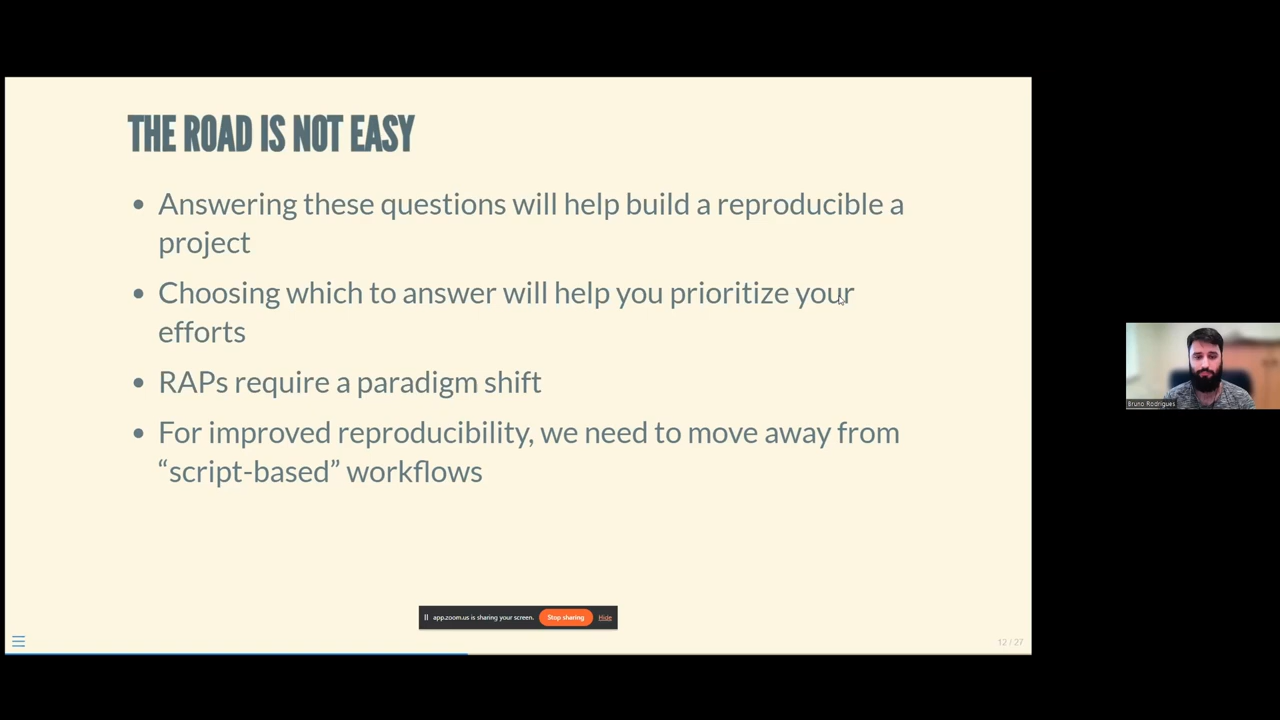 THE ROAD IS NOT EASY
• Answering these questions will help build a reproducible a
project
• Choosing which to answer will help you prioritize your
efforts
• RAPs require a paradigm shift
• For improved reproducibility, we need to move away from
“script-based” workflows
app.zoom.us is sharing your screen. Stop sharing Hide
12 / 27
Bruno Rodrigues